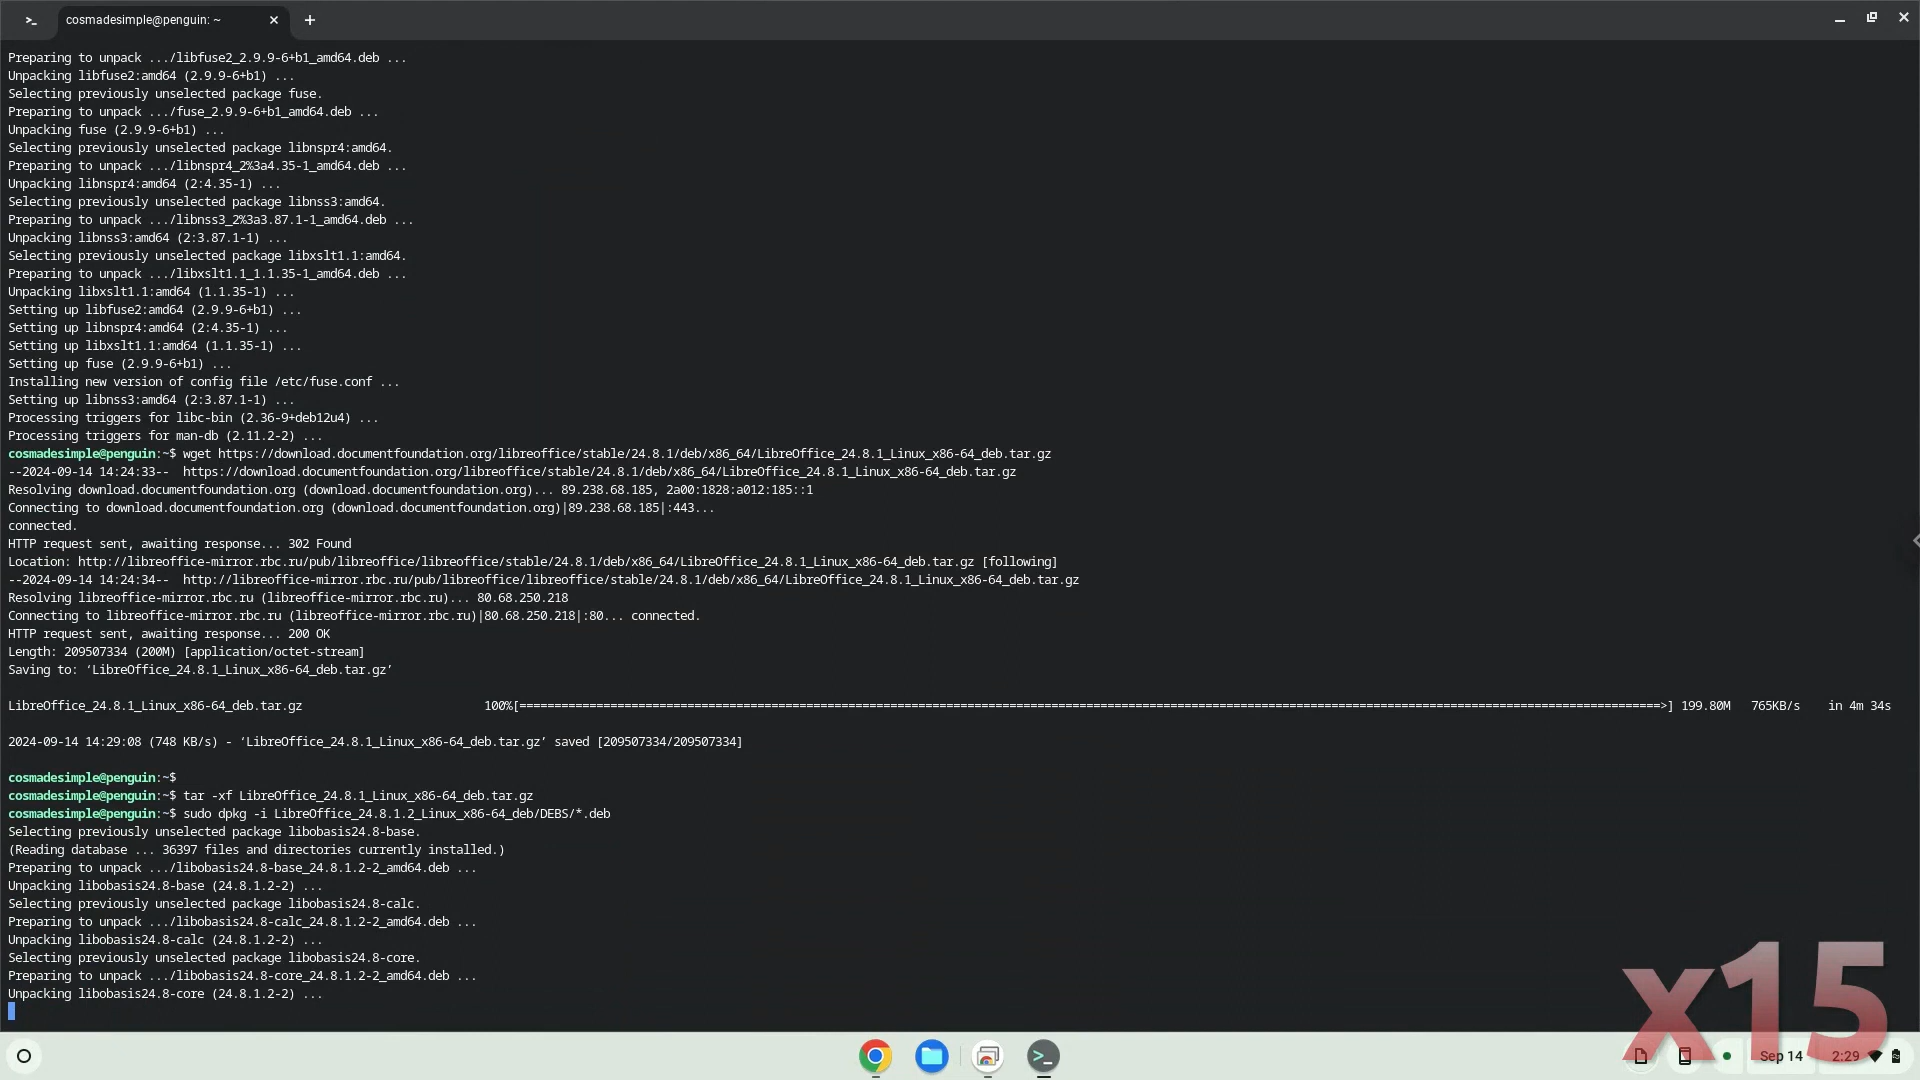 cosmadesimple@penguin: ~
Preparing to unpack .../libfuse2_2.9.9-6+b1_amd64.deb ...
Unpacking libfuse2:amd64 (2.9.9-6+b1) ...
Selecting previously unselected package fuse.
Preparing to unpack .../fuse_2.9.9-6+b1_amd64.deb ...
Unpacking fuse (2.9.9-6+b1) ...
Selecting previously unselected package libnspr4:amd64.
Preparing to unpack .../libnspr4_2%3a4.35-1_amd64.deb ...
Unpacking libnspr4:amd64 (2:4.35-1) ...
Selecting previously unselected package libnss3:amd64.
Preparing to unpack .../libnss3_2%3a3.87.1-1_amd64.deb ...
Unpacking libnss3:amd64 (2:3.87.1-1) ...
Selecting previously unselected package libxslt1.1:amd64.
Preparing to unpack .../libxslt1.1_1.1.35-1_amd64.deb ...
Unpacking libxslt1.1:amd64 (1.1.35-1) ...
Setting up libfuse2:amd64 (2.9.9-6+b1) ...
Setting up libnspr4:amd64 (2:4.35-1) ...
Setting up libxslt1.1:amd64 (1.1.35-1) ...
Setting up fuse (2.9.9-6+b1) ...
Installing new version of config file /etc/fuse.conf ...
Setting up libnss3:amd64 (2:3.87.1-1) ...
Processing triggers for libc-bin (2.36-9+deb12u4) ...
Processing triggers for man-db (2.11.2-2) ...
cosmadesimple@penguin:~$ wget https://download.documentfoundation.org/libreoffice/stable/24.8.1/deb/x86_64/LibreOffice_24.8.1_Linux_x86-64_deb.tar.gz
--2024-09-14 14:24:33--  https://download.documentfoundation.org/libreoffice/stable/24.8.1/deb/x86_64/LibreOffice_24.8.1_Linux_x86-64_deb.tar.gz
Resolving download.documentfoundation.org (download.documentfoundation.org)... 89.238.68.185, 2a00:1828:a012:185::1
Connecting to download.documentfoundation.org (download.documentfoundation.org)|89.238.68.185|:443...
connected.
HTTP request sent, awaiting response... 302 Found
Location: http://libreoffice-mirror.rbc.ru/pub/libreoffice/libreoffice/stable/24.8.1/deb/x86_64/LibreOffice_24.8.1_Linux_x86-64_deb.tar.gz [following]
--2024-09-14 14:24:34--  http://libreoffice-mirror.rbc.ru/pub/libreoffice/libreoffice/stable/24.8.1/deb/x86_64/LibreOffice_24.8.1_Linux_x86-64_deb.tar.gz
Resolving libreoffice-mirror.rbc.ru (libreoffice-mirror.rbc.ru)... 80.68.250.218
Connecting to libreoffice-mirror.rbc.ru (libreoffice-mirror.rbc.ru)|80.68.250.218|:80... connected.
HTTP request sent, awaiting response... 200 OK
Length: 209507334 (200M) [application/octet-stream]
Saving to: ‘LibreOffice_24.8.1_Linux_x86-64_deb.tar.gz’
LibreOffice_24.8.1_Linux_x86-64_deb.tar.gz 100%[===================>] 199.80M 765KB/s in 4m 34s
2024-09-14 14:29:08 (748 KB/s) - ‘LibreOffice_24.8.1_Linux_x86-64_deb.tar.gz’ saved [209507334/209507334]
cosmadesimple@penguin:~$
cosmadesimple@penguin:~$ tar -xf LibreOffice_24.8.1_Linux_x86-64_deb.tar.gz
cosmadesimple@penguin:~$ sudo dpkg -i LibreOffice_24.8.1.2_Linux_x86-64_deb/DEBS/*.deb
Selecting previously unselected package libobasis24.8-base.
(Reading database ... 36397 files and directories currently installed.)
Preparing to unpack .../libobasis24.8-base_24.8.1.2-2_amd64.deb ...
Unpacking libobasis24.8-base (24.8.1.2-2) ...
Selecting previously unselected package libobasis24.8-calc.
Preparing to unpack .../libobasis24.8-calc_24.8.1.2-2_amd64.deb ...
Unpacking libobasis24.8-calc (24.8.1.2-2) ...
Selecting previously unselected package libobasis24.8-core.
Preparing to unpack .../libobasis24.8-core_24.8.1.2-2_amd64.deb ...
Unpacking libobasis24.8-core (24.8.1.2-2) ...
x15
Sep 14 2:29